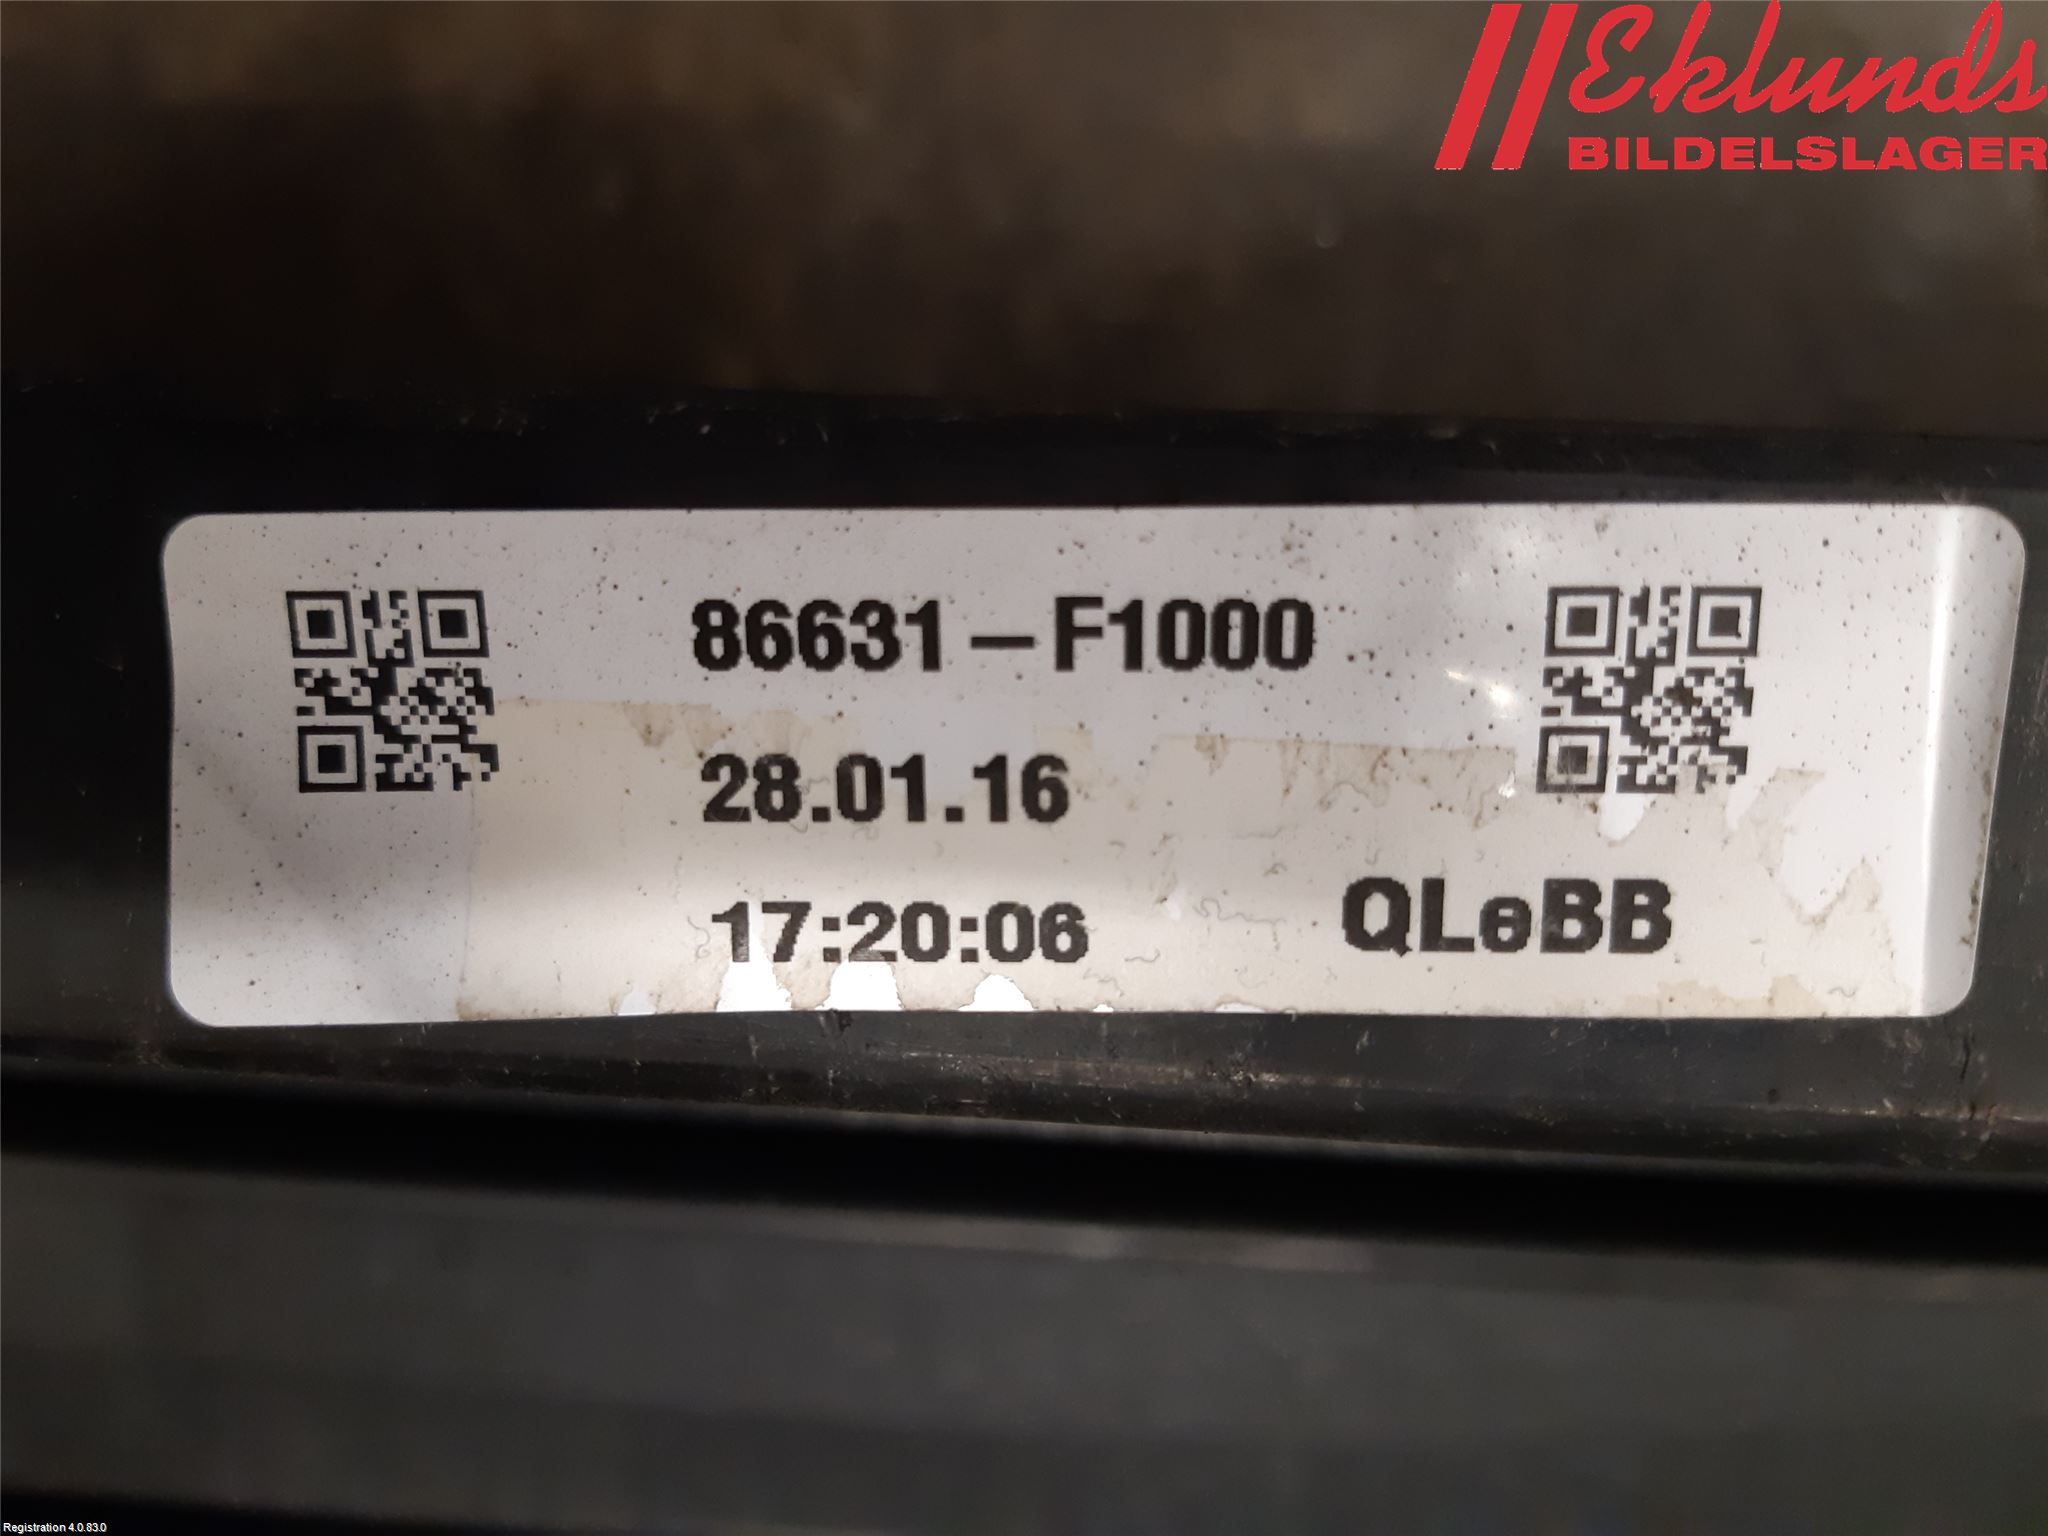 Eklunds
BILDELSLAGER
86631-F1000
28.01.16
17:20:06 QLeBB
Registration 4.0.83.0